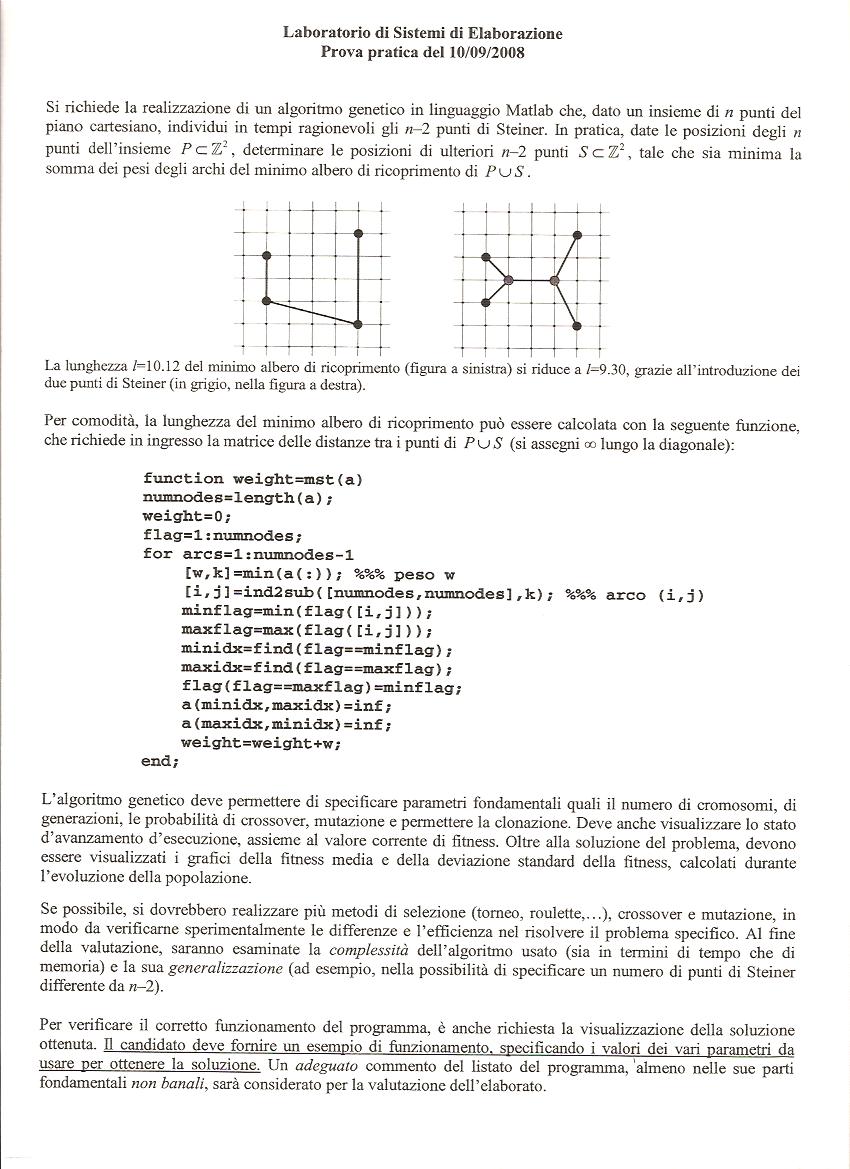 Laboratorio di Sistemi di Elaborazione
Prova pratica del 10/09/2008
Si richiede la realizzazione di un algoritmo genetico in linguaggio Matlab che, dato un insieme di n punti del
piano cartesiano, individui in tempi ragionevoli gli n–2 punti di Steiner. In pratica, date le posizioni degli n
punti dell'insieme P ⊂ ℤ², determinare le posizioni di ulteriori n–2 punti S ⊂ ℤ², tale che sia minima la
somma dei pesi degli archi del minimo albero di ricoprimento di P ∪ S.
La lunghezza l=10.12 del minimo albero di ricoprimento (figura a sinistra) si riduce a l=9.30, grazie all'introduzione dei
due punti di Steiner (in grigio, nella figura a destra).
Per comodità, la lunghezza del minimo albero di ricoprimento può essere calcolata con la seguente funzione,
che richiede in ingresso la matrice delle distanze tra i punti di P ∪ S (si assegni ∞ lungo la diagonale):
function weight=mst(a)
numnodes=length(a);
weight=0;
flag=1:numnodes;
for arcs=1:numnodes-1
[w,k]=min(a(:)); %%% peso w
[i,j]=ind2sub([numnodes,numnodes],k); %%% arco (i,j)
minflag=min(flag([i,j]));
maxflag=max(flag([i,j]));
minidx=find(flag==minflag);
maxidx=find(flag==maxflag);
flag(flag==maxflag)=minflag;
a(minidx,maxidx)=inf;
a(maxidx,minidx)=inf;
weight=weight+w;
end;
L'algoritmo genetico deve permettere di specificare parametri fondamentali quali il numero di cromosomi, di
generazioni, le probabilità di crossover, mutazione e permettere la clonazione. Deve anche visualizzare lo stato
d'avanzamento d'esecuzione, assieme al valore corrente di fitness. Oltre alla soluzione del problema, devono
essere visualizzati i grafici della fitness media e della deviazione standard della fitness, calcolati durante
l'evoluzione della popolazione.
Se possibile, si dovrebbero realizzare più metodi di selezione (torneo, roulette,…), crossover e mutazione, in
modo da verificarne sperimentalmente le differenze e l'efficienza nel risolvere il problema specifico. Al fine
della valutazione, saranno esaminate la complessità dell'algoritmo usato (sia in termini di tempo che di
memoria) e la sua generalizzazione (ad esempio, nella possibilità di specificare un numero di punti di Steiner
differente da n–2).
Per verificare il corretto funzionamento del programma, è anche richiesta la visualizzazione della soluzione
ottenuta. Il candidato deve fornire un esempio di funzionamento, specificando i valori dei vari parametri da
usare per ottenere la soluzione. Un adeguato commento del listato del programma, almeno nelle sue parti
fondamentali non banali, sarà considerato per la valutazione dell'elaborato.